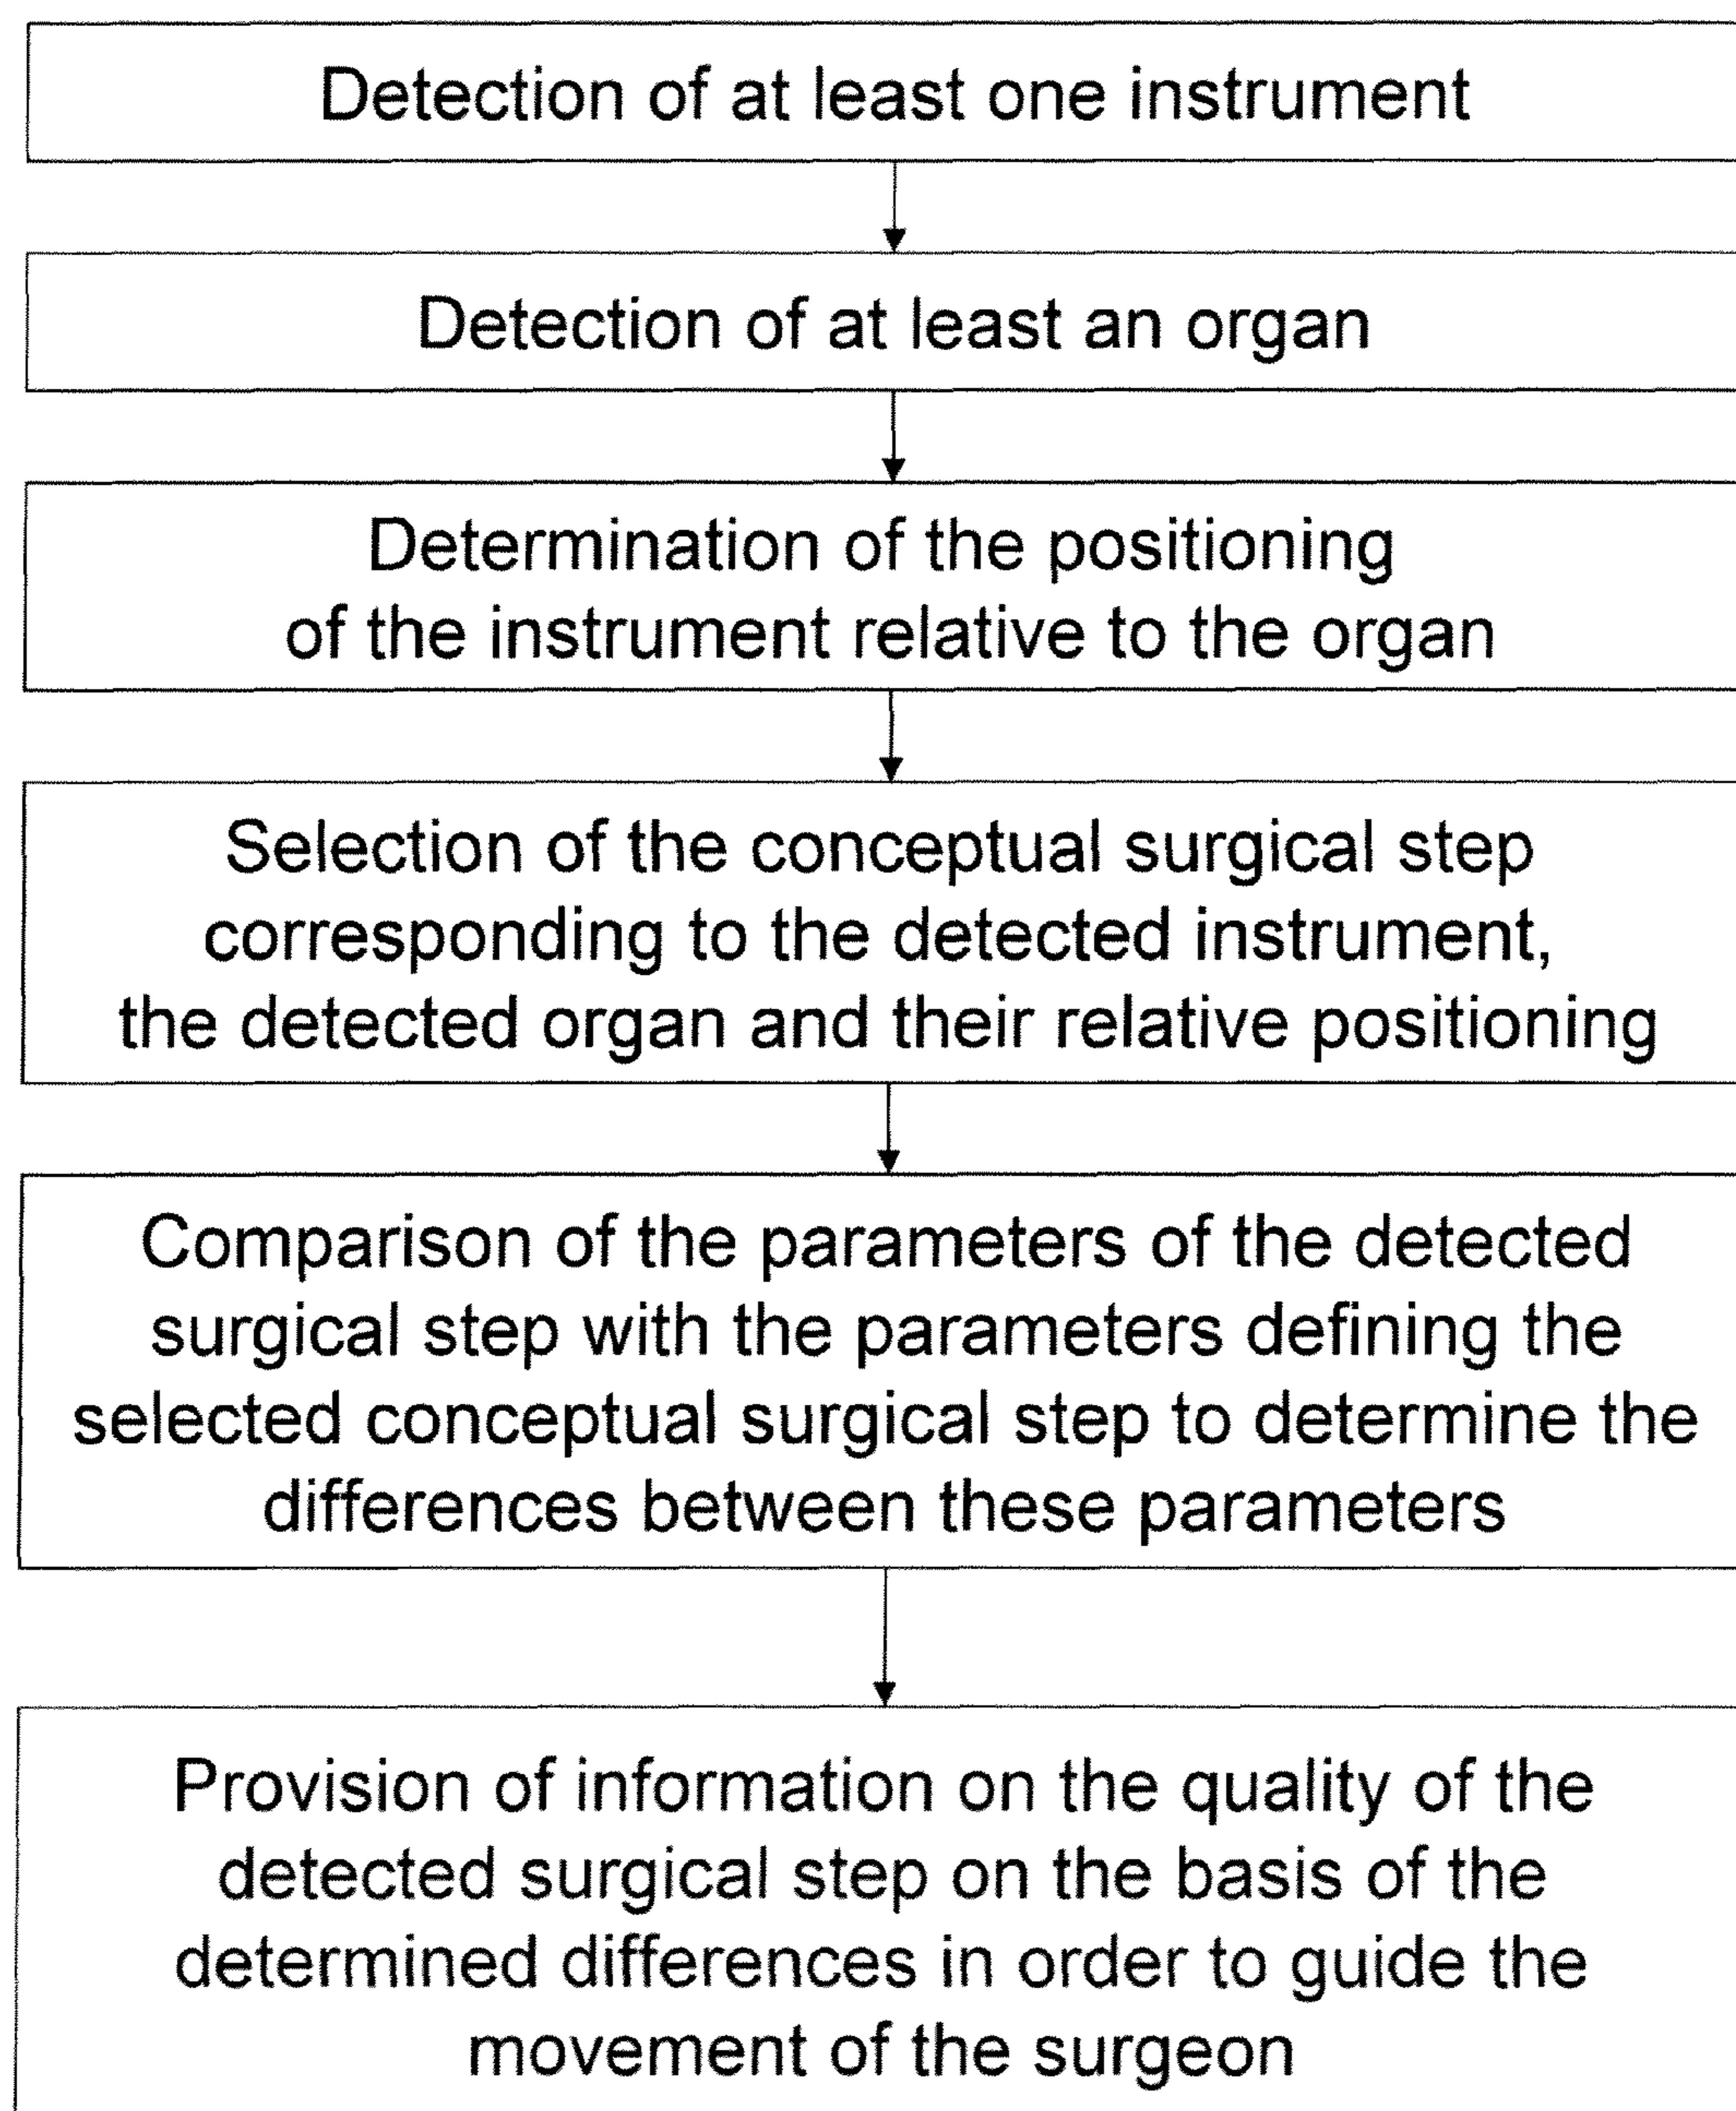 Detection of at least one instrument
Detection of at least an organ
Determination of the positioning
of the instrument relative to the organ
Selection of the conceptual surgical step
corresponding to the detected instrument,
the detected organ and their relative positioning
Comparison of the parameters of the detected
surgical step with the parameters defining the
selected conceptual surgical step to determine the
differences between these parameters
Provision of information on the quality of the
detected surgical step on the basis of the
determined differences in order to guide the
movement of the surgeon